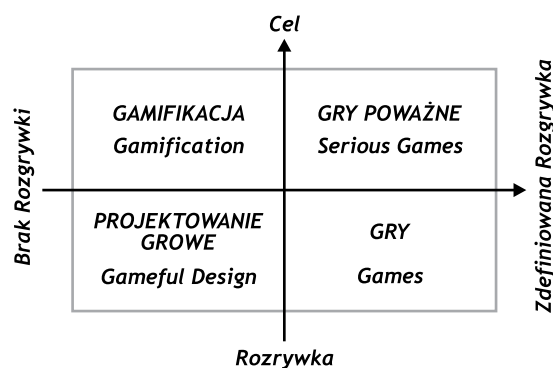 Cel
GAMIFIKACJA
Gamification
GRY POWAŻNE
Serious Games
Brak Rozgrywki
Zdefiniowana Rozgrywka
PROJEKTOWANIE
GROWE
Gameful Design
GRY
Games
Rozrywka